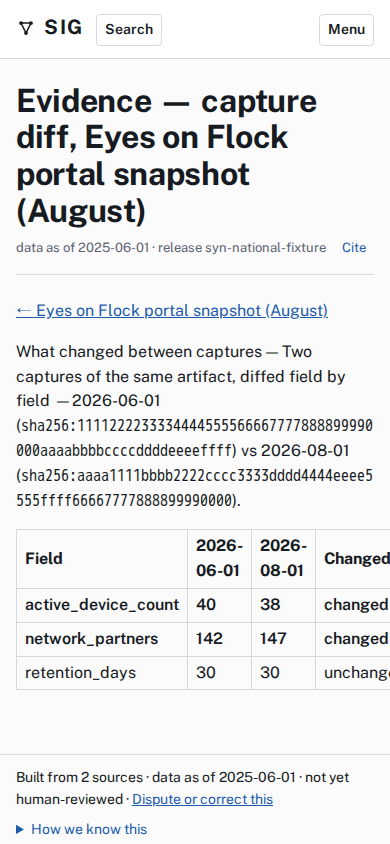 SIG Search Menu
Evidence — capture
diff, Eyes on Flock
portal snapshot
(August)
data as of 2025-06-01 · release syn-national-fixture Cite
← Eyes on Flock portal snapshot (August)
What changed between captures — Two
captures of the same artifact, diffed field by
field — 2026-06-01
(sha256:11112222333344445555666677778888999900
000aaaabbbbccccddddeeeeffff) vs 2026-08-01
(sha256:aaaa1111bbbb2222cccc3333dddd4444eeee5
555ffff66667777888899990000).
Field 2026-06-01 2026-08-01 Changed
active_device_count 40 38 changed
network_partners 142 147 changed
retention_days 30 30 unchang
Built from 2 sources · data as of 2025-06-01 · not yet
human-reviewed · Dispute or correct this
▶ How we know this